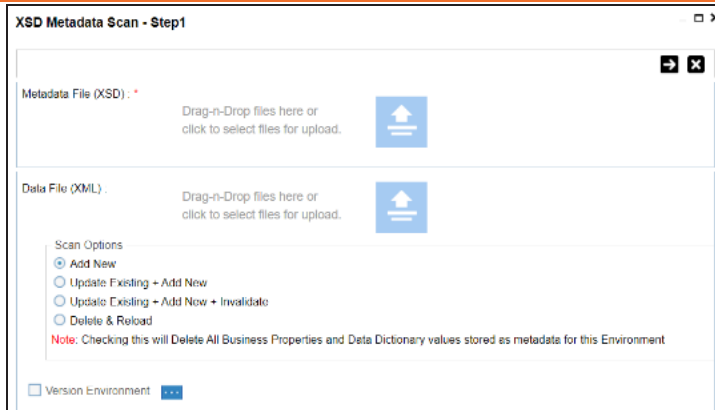 XSD Metadata Scan - Step1
Metadata File (XSD) : *
Drag-n-Drop files here or
click to select files for upload.
Data File (XML) :
Drag-n-Drop files here or
click to select files for upload.
Scan Options
Add New
Update Existing + Add New
Update Existing + Add New + Invalidate
Delete & Reload
Note: Checking this will Delete All Business Properties and Data Dictionary values stored as metadata for this Environment
Version Environment ...